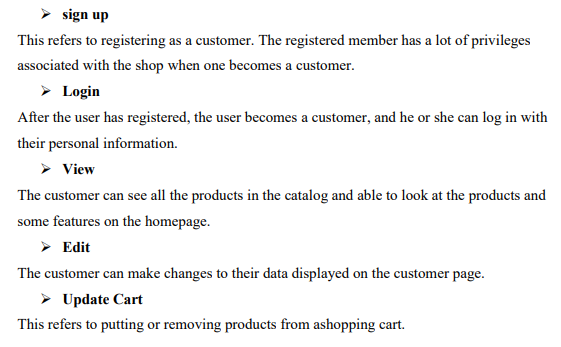 ➢ sign up
This refers to registering as a customer. The registered member has a lot of privileges
associated with the shop when one becomes a customer.
➢ Login
After the user has registered, the user becomes a customer, and he or she can log in with
their personal information.
➢ View
The customer can see all the products in the catalog and able to look at the products and
some features on the homepage.
➢ Edit
The customer can make changes to their data displayed on the customer page.
➢ Update Cart
This refers to putting or removing products from ashopping cart.